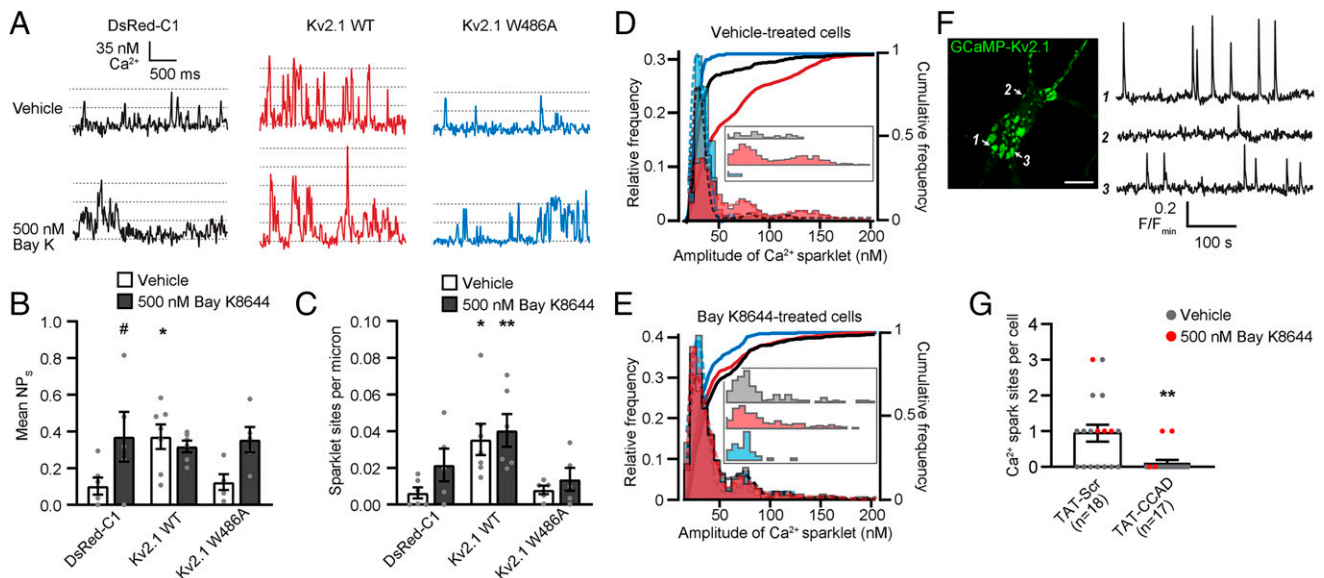 A
DsRed-C1
Kv2.1 WT
Kv2.1 W486A
35 nM
Ca²⁺
500 ms
Vehicle
500 nM
Bay K
B
Vehicle
500 nM Bay K8644
Mean NPs
1.0
0.8
0.6
0.4
0.2
0.0
#
*
DsRed-C1
Kv2.1 WT
Kv2.1 W486A
C
Vehicle
500 nM Bay K8644
Sparklet sites per micron
0.10
0.08
0.06
0.04
0.02
0.00
*
**
DsRed-C1
Kv2.1 WT
Kv2.1 W486A
D
Vehicle-treated cells
Relative frequency
0.3
0.2
0.1
0
Cumulative frequency
1
0.5
0
50
100
150
200
Amplitude of Ca²⁺ sparklet (nM)
E
Bay K8644-treated cells
Relative frequency
0.4
0.3
0.2
0.1
0
Cumulative frequency
1
0.5
0
50
100
150
200
Amplitude of Ca²⁺ sparklet (nM)
F
GCaMP-Kv2.1
2
1
3
1
2
3
0.2
F/Fmin
100 s
G
Vehicle
500 nM Bay K8644
Ca²⁺ spark sites per cell
4
3
2
1
0
**
TAT-Scr
(n=18)
TAT-CCAD
(n=17)